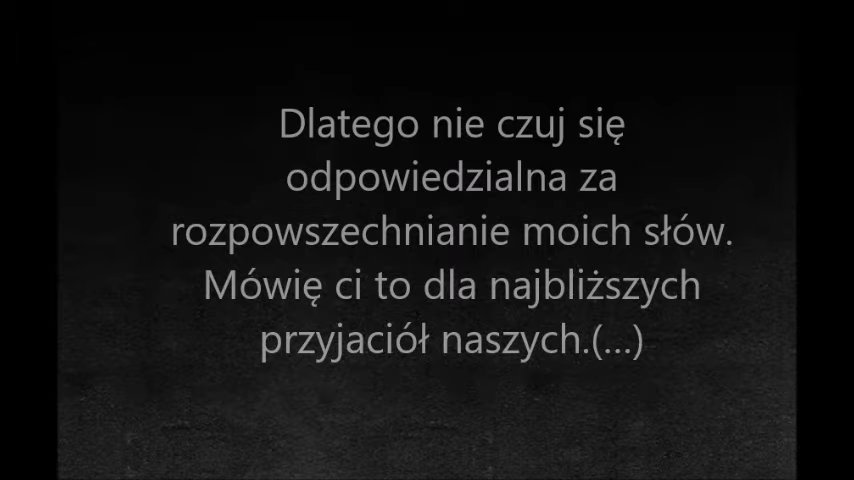 Dlatego nie czuj się
odpowiedzialna za
rozpowszechnianie moich słów.
Mówię ci to dla najbliższych
przyjaciół naszych.(...)